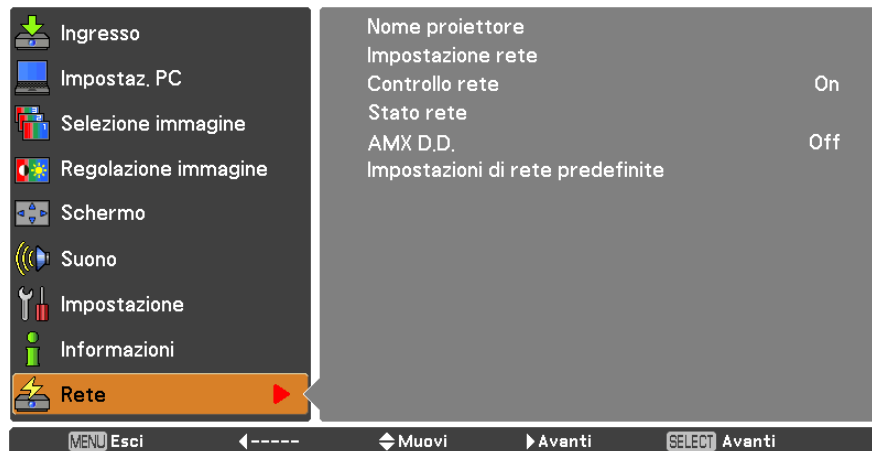 Ingresso
Impostaz. PC
Selezione immagine
Regolazione immagine
Schermo
Suono
Impostazione
Informazioni
Rete
Nome proiettore
Impostazione rete
Controllo rete On
Stato rete
AMX D.D. Off
Impostazioni di rete predefinite
MENU Esci ----- Muovi Avanti SELECT Avanti